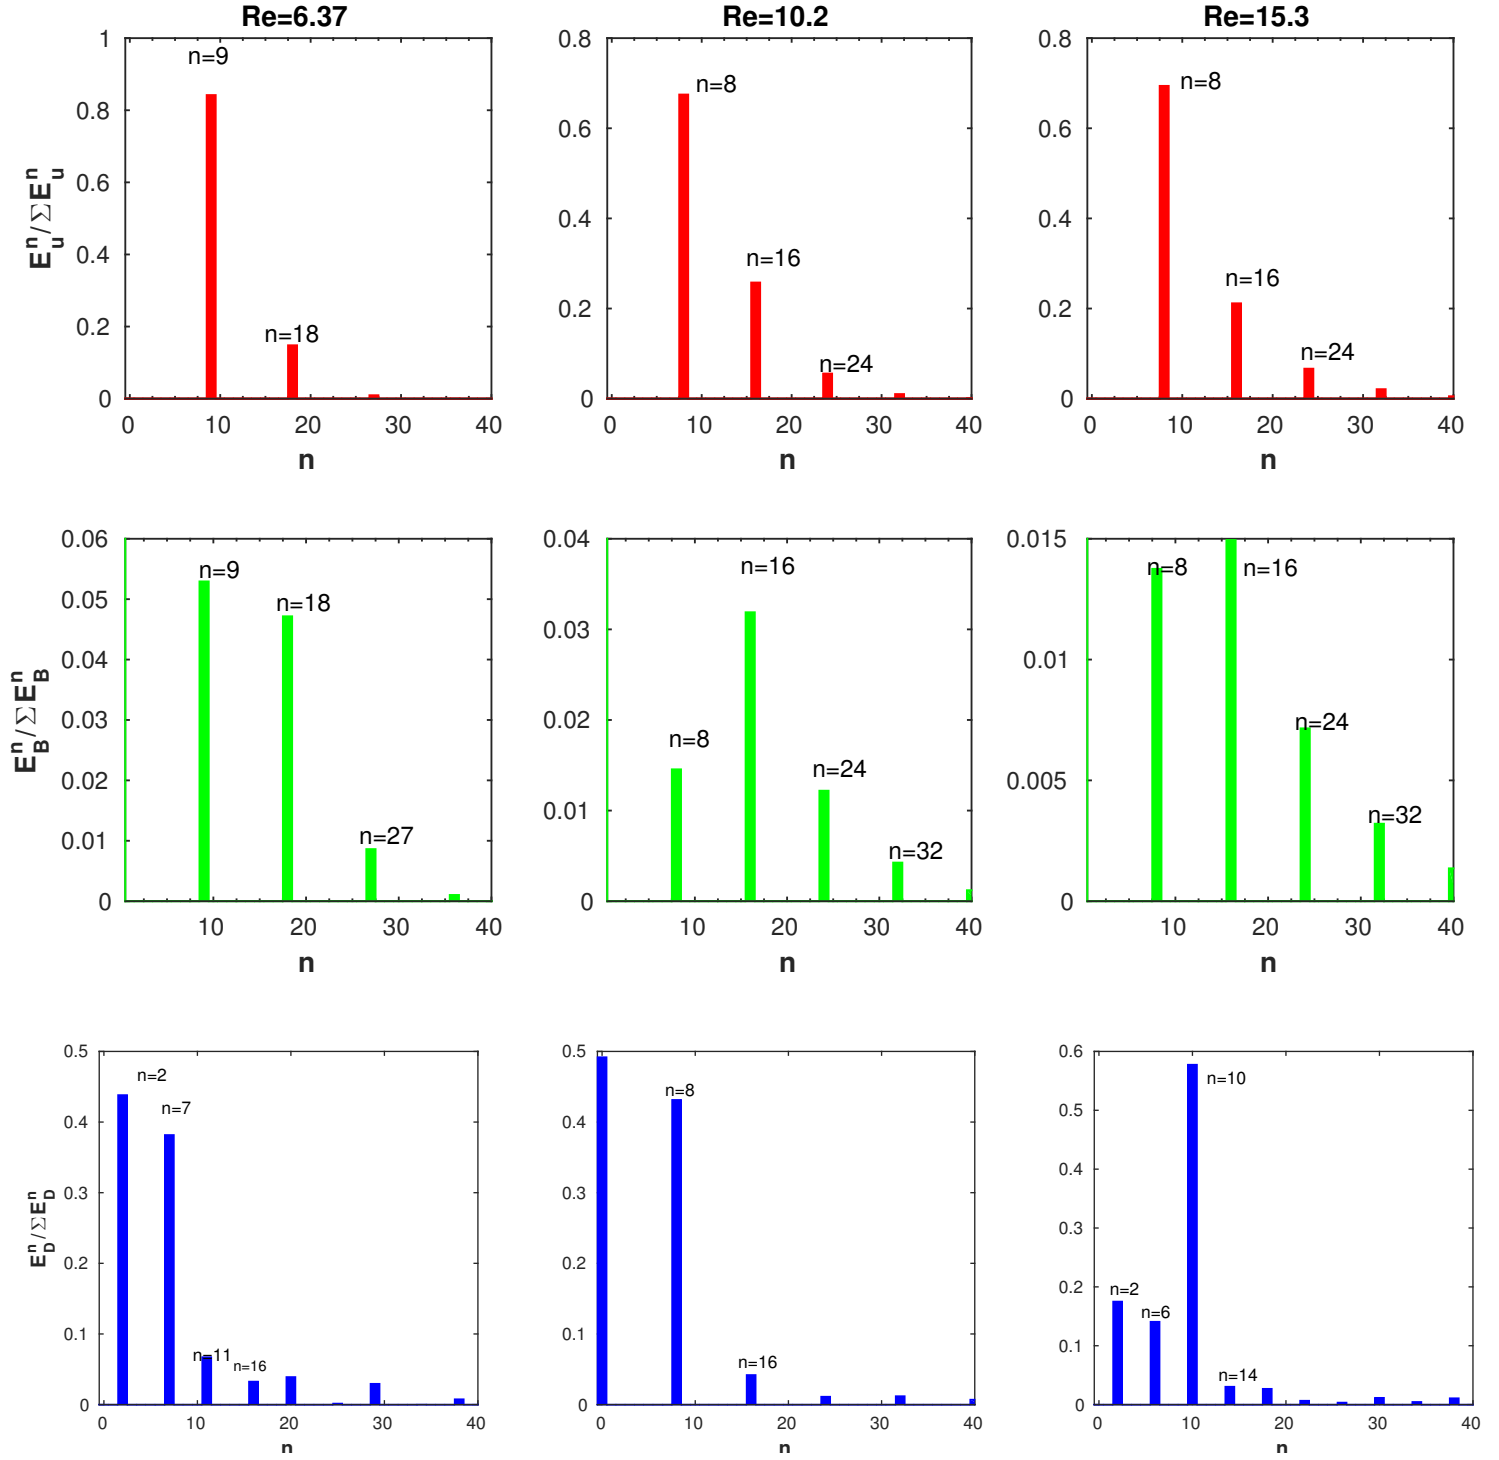 Re=6.37 Re=10.2 Re=15.3
1 0.8 0.8
n=9 n=8 n=8
0.8 0.6 0.6
0.6
E_u^n/ΣE_u^n
0.4 0.4 0.4
n=16 n=16
0.2 0.2 0.2
n=18 n=24 n=24
0 0 0
0 10 20 30 40 0 10 20 30 40 0 10 20 30 40
n n n
0.06 0.04 0.015
n=9 n=16 n=8 n=16
0.05 n=18 0.03
0.04 0.01
E_B^n/ΣE_B^n
0.03 0.02 n=8 n=24
0.02 n=24 0.005
0.01 n=27 0.01 n=32 n=32
0 0 0
10 20 30 40 10 20 30 40 10 20 30 40
n n n
0.5 0.5 0.6
n=2 n=8 n=10
n=7 0.5
0.4 0.4
0.4
0.3 0.3
E_D^n/ΣE_D^n
0.3
0.2 0.2
0.2
n=2
n=6
0.1 0.1 0.1
n=11 n=16 n=16 n=14
0 0 0
0 10 20 30 40 0 10 20 30 40 0 10 20 30 40
n n n